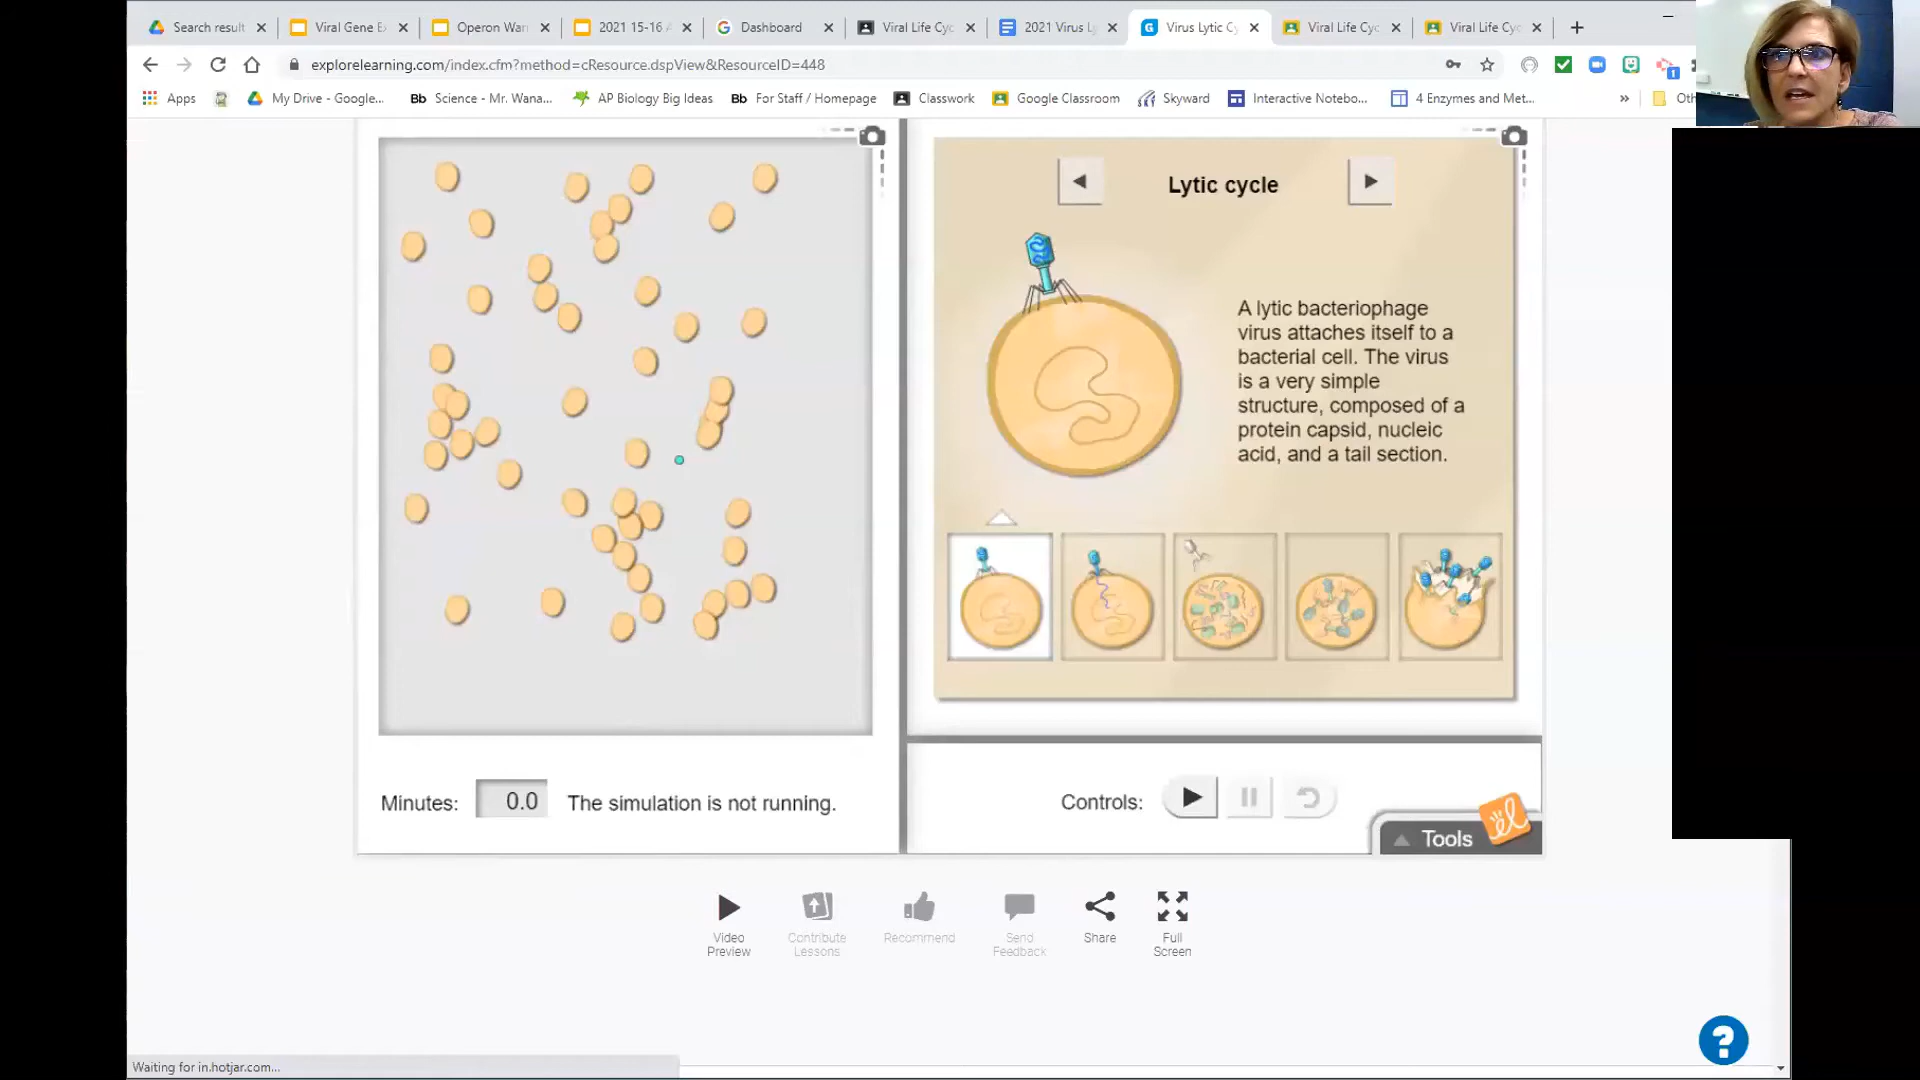 Search result
Viral Gene E
Operon War
2021 15-16 A
Dashboard
Viral Life Cyc
2021 Virus L
Virus Lytic Cy
Viral Life Cyc
Viral Life Cyc
explorelearning.com/index.cfm?method=cResource.dspView&ResourceID=448
Apps
My Drive - Google...
Bb Science - Mr. Wana...
AP Biology Big Ideas
Bb For Staff / Homepage
Classwork
Google Classroom
Skyward
Interactive Notebo...
4 Enzymes and Met...
»
Oth
Lytic cycle
A lytic bacteriophage
virus attaches itself to a
bacterial cell. The virus
is a very simple
structure, composed of a
protein capsid, nucleic
acid, and a tail section.
Minutes: 0.0 The simulation is not running.
Controls:
Tools
Video
Preview
Contribute
Lessons
Recommend
Send
Feedback
Share
Full
Screen
?
Waiting for in.hotjar.com...